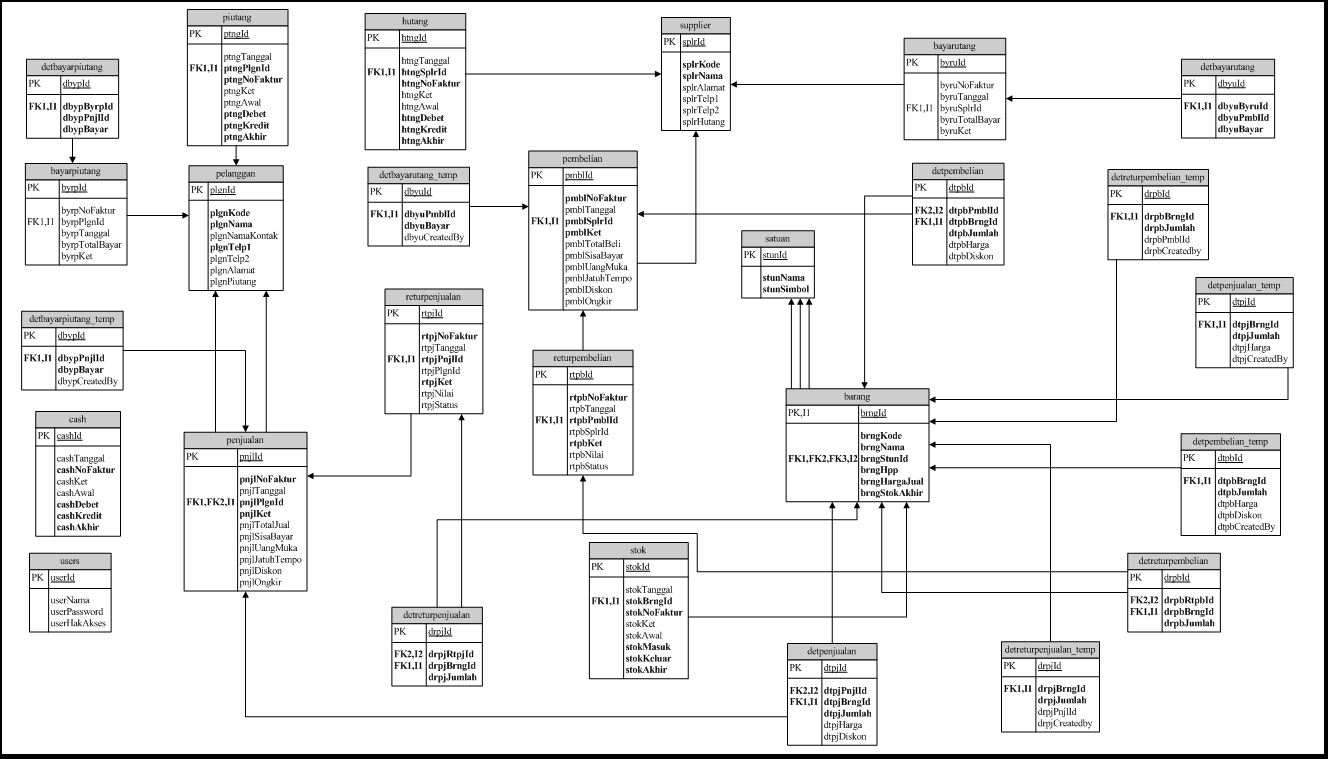 piutang
PK ptngId
ptngTanggal
FK1,I1 ptngPlgnId
ptngNoFaktur
ptngKet
ptngAwal
ptngDebet
ptngKredit
ptngAkhir
hutang
PK htngId
htngTanggal
FK1,I1 htngSplrId
htngNoFaktur
htngKet
htngAwal
htngDebet
htngKredit
htngAkhir
supplier
PK splrId
splrKode
splrNama
splrAlamat
splrTelp1
splrTelp2
splrHutang
bayarutang
PK byruId
byruNoFaktur
byruTanggal
FK1,I1 byruSplrId
byruTotalBayar
byruKet
detbayarutang
PK dbyuId
FK1,I1 dbyuByruId
dbyuPmblId
dbyuBayar
detbayarpiutang
PK dbypId
FK1,I1 dbypByrpId
dbypPnjlId
dbypBayar
bayarpiutang
PK byrpId
byrpNoFaktur
FK1,I1 byrpPlgnId
byrpTanggal
byrpTotalBayar
byrpKet
pelanggan
PK plgnId
plgnKode
plgnNama
plgnNamaKontak
plgnTelp1
plgnTelp2
plgnAlamat
plgnPiutang
detbayarutang_temp
PK dbyuId
FK1,I1 dbyuPmblId
dbyuBayar
dbyuCreatedBy
pembelian
PK pmblId
pmblNoFaktur
pmblTanggal
FK1,I1 pmblSplrId
pmblKet
pmblTotalBeli
pmblSisaBayar
pmblUangMuka
pmblJatuhTempo
pmblDiskon
pmblOngkir
detpembelian
PK dtpbId
FK2,I2 dtpbPmblId
FK1,I1 dtpbBrngId
dtpbJumlah
dtpbHarga
dtpbDiskon
detreturpembelian_temp
PK drpbId
FK1,I1 drpbBrngId
drpbJumlah
drpbPmblId
drpbCreatedby
satuan
PK stunId
stunNama
stunSimbol
detpenjualan_temp
PK dtpjId
FK1,I1 dtpjBrngId
dtpjJumlah
dtpjHarga
dtpjCreatedBy
detbayarpiutang_temp
PK dbypId
FK1,I1 dbypPnjlId
dbypBayar
dbypCreatedBy
returpenjualan
PK rtpjId
rtpjNoFaktur
rtpjTanggal
FK1,I1 rtpjPnjlId
rtpjPlgnId
rtpjKet
rtpjNilai
rtpjStatus
returpembelian
PK rtpbId
rtpbNoFaktur
rtpbTanggal
FK1,I1 rtpbPmblId
rtpbSplrId
rtpbKet
rtpbNilai
rtpbStatus
barang
PK,I1 brngId
brngKode
brngNama
FK1,FK2,FK3,I2 brngStunId
brngHpp
brngHargaJual
brngStokAkhir
cash
PK cashId
cashTanggal
cashNoFaktur
cashKet
cashAwal
cashDebet
cashKredit
cashAkhir
penjualan
PK pnjlId
pnjlNoFaktur
pnjlTanggal
FK1,FK2,I1 pnjlPlgnId
pnjlKet
pnjlTotalJual
pnjlSisaBayar
pnjlUangMuka
pnjlJatuhTempo
pnjlDiskon
pnjlOngkir
detpembelian_temp
PK dtpbId
FK1,I1 dtpbBrngId
dtpbJumlah
dtpbHarga
dtpbDiskon
dtpbCreatedBy
users
PK userId
userNama
userPassword
userHakAkses
stok
PK stokId
stokTanggal
FK1,I1 stokBrngId
stokNoFaktur
stokKet
stokAwal
stokMasuk
stokKeluar
stokAkhir
detreturpembelian
PK drpbId
FK2,I2 drpbRtpbId
FK1,I1 drpbBrngId
drpbJumlah
detreturpenjualan
PK drpjId
FK2,I2 drpjRtpjId
FK1,I1 drpjBrngId
drpjJumlah
detpenjualan
PK dtpjId
FK2,I2 dtpjPnjlId
FK1,I1 dtpjBrngId
dtpjJumlah
dtpjHarga
dtpjDiskon
detreturpenjualan_temp
PK drpjId
FK1,I1 drpjBrngId
drpjJumlah
drpjPnjlId
drpjCreatedby